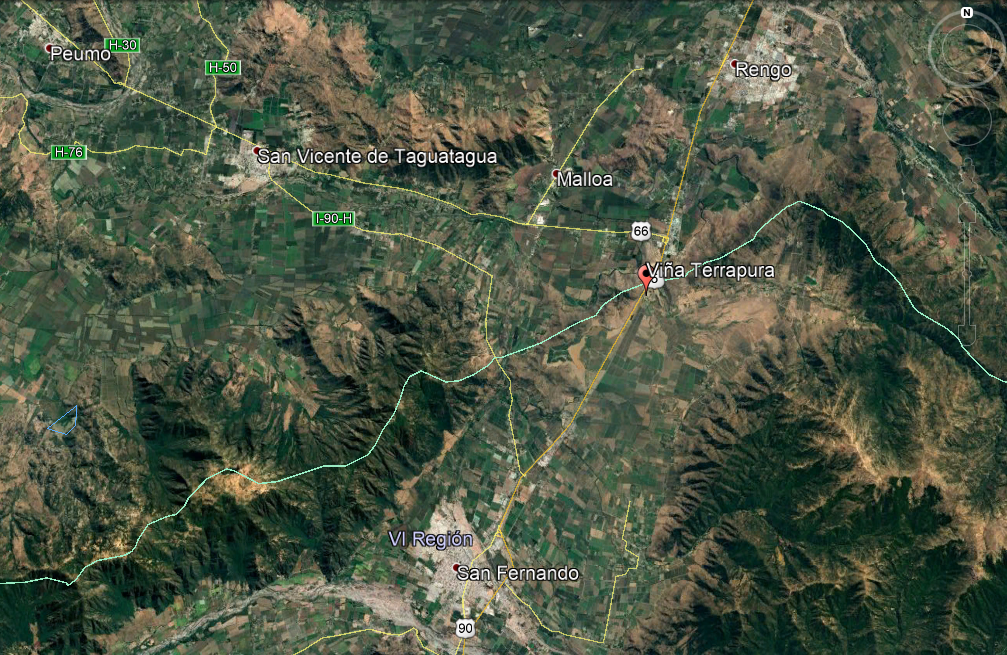 N
Peumo
H-30
H-50
Rengo
H-76
San Vicente de Taguatagua
Malloa
I-90-H
66
Viña Terrapura
VI Región
San Fernando
90